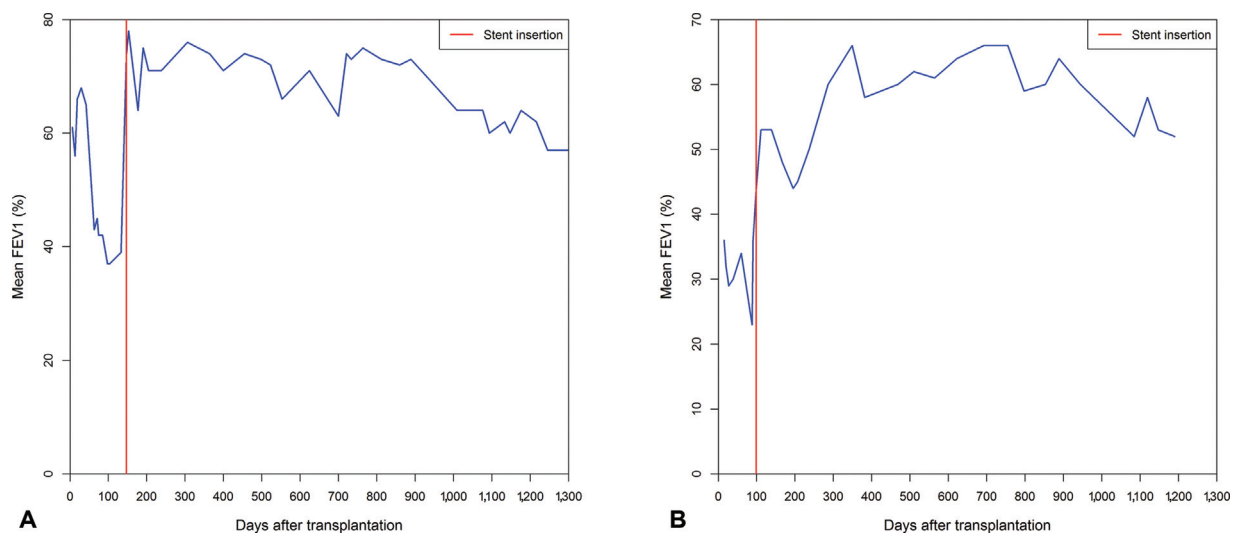 80
60
40
20
0
Mean FEV1 (%)
Stent insertion
0 100 200 300 400 500 600 700 800 900 1,000 1,100 1,200 1,300
Days after transplantation
A
70
60
50
40
30
20
10
0
Mean FEV1 (%)
Stent insertion
0 100 200 300 400 500 600 700 800 900 1,000 1,100 1,200 1,300
Days after transplantation
B